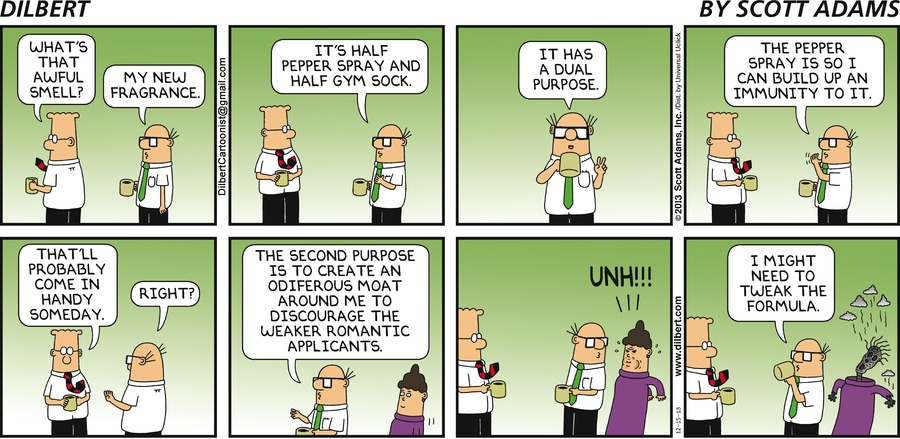 DILBERT
BY SCOTT ADAMS
WHAT'S
THAT
AWFUL
SMELL?
MY NEW
FRAGRANCE.
DilbertCartoonist@gmail.com
IT'S HALF
PEPPER SPRAY AND
HALF GYM SOCK.
IT HAS
A DUAL
PURPOSE.
©2013 Scott Adams, Inc./Dist. by Universal Uclick
THE PEPPER
SPRAY IS SO I
CAN BUILD UP AN
IMMUNITY TO IT.
THAT'LL
PROBABLY
COME IN
HANDY
SOMEDAY.
RIGHT?
THE SECOND PURPOSE
IS TO CREATE AN
ODIFEROUS MOAT
AROUND ME TO
DISCOURAGE THE
WEAKER ROMANTIC
APPLICANTS.
UNH!!!
12-15-13
www.dilbert.com
I MIGHT
NEED TO
TWEAK THE
FORMULA.